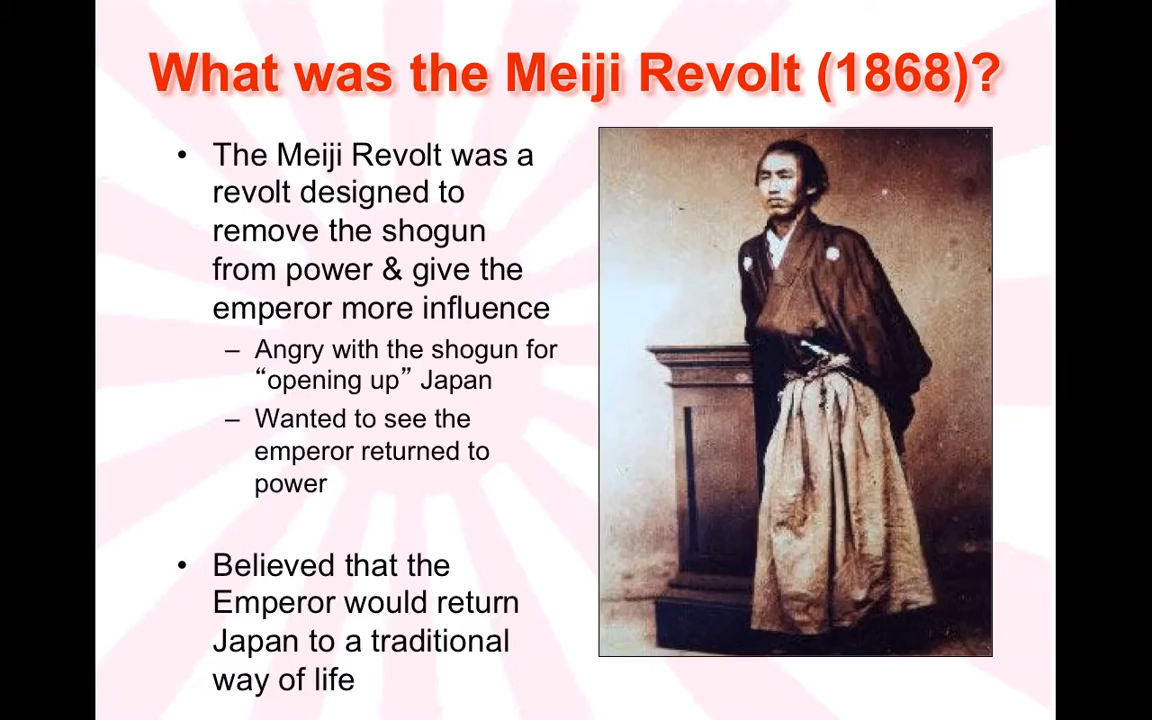 What was the Meiji Revolt (1868)?
• The Meiji Revolt was a
revolt designed to
remove the shogun
from power & give the
emperor more influence
– Angry with the shogun for
“opening up” Japan
– Wanted to see the
emperor returned to
power
• Believed that the
Emperor would return
Japan to a traditional
way of life